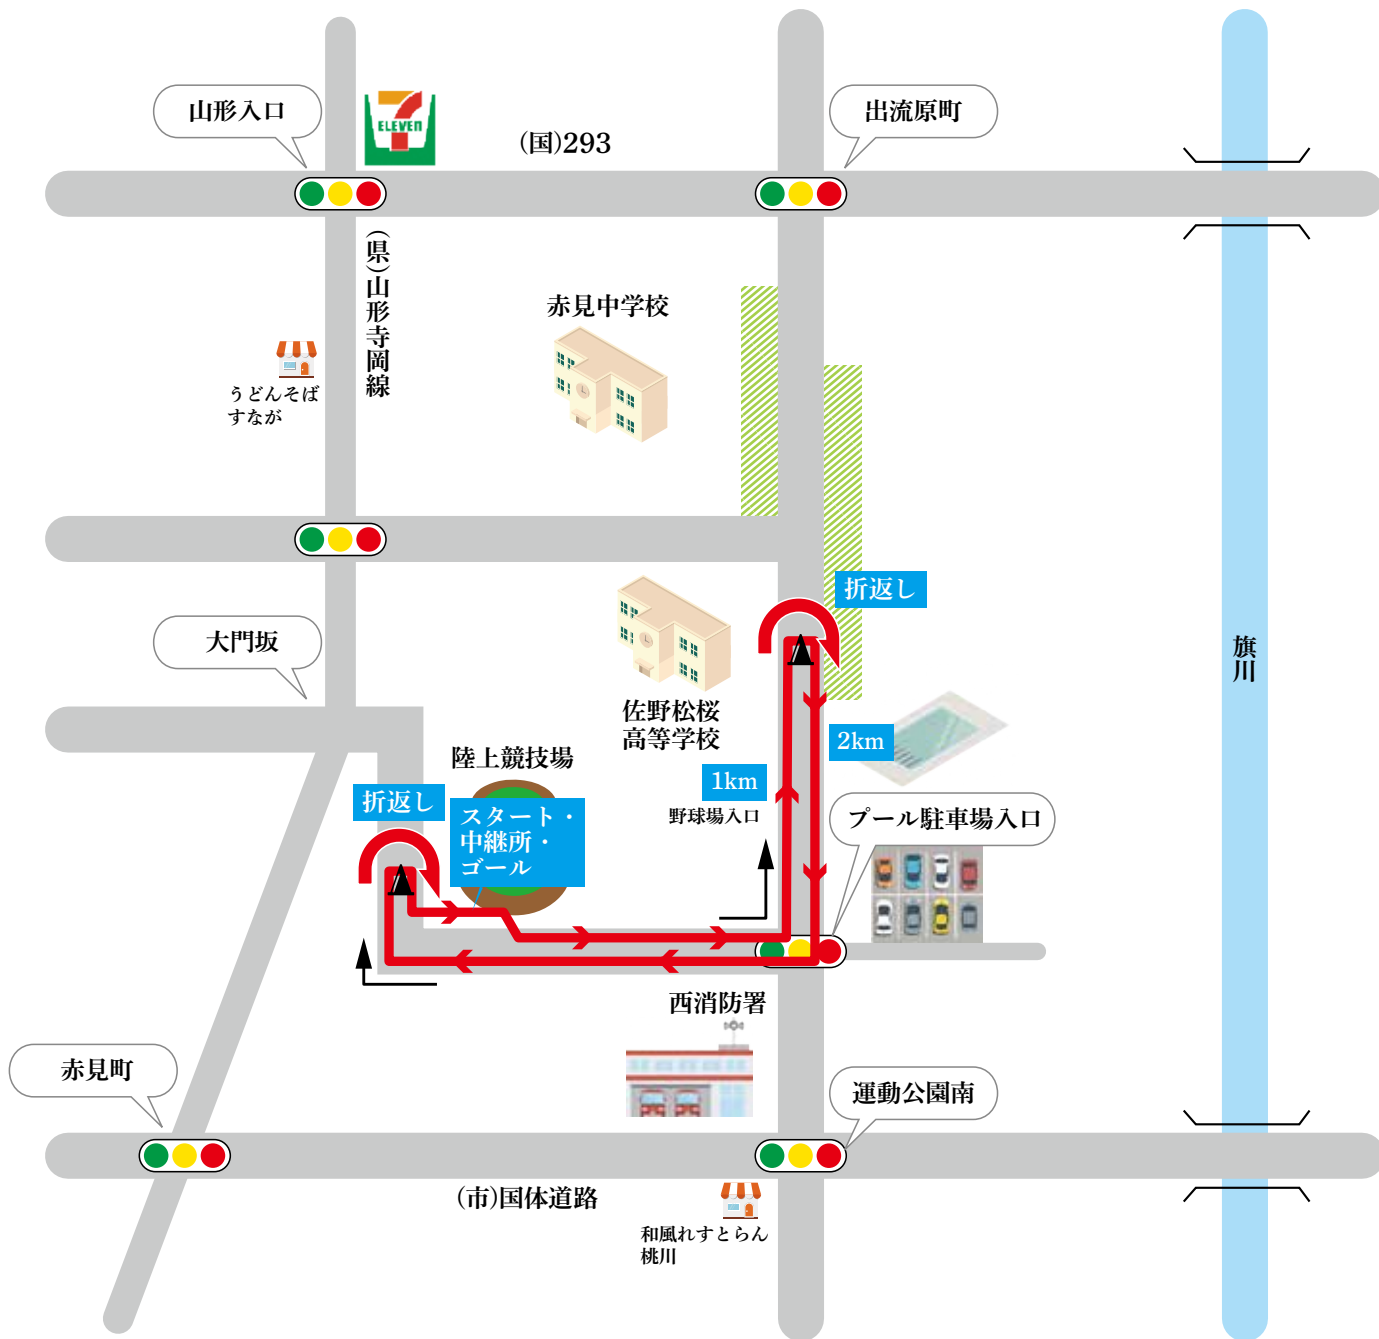 山形入口
ELEVEn
(国)293
出流原町
(県)山形寺岡線
赤見中学校
うどんそば
すなが
折返し
大門坂
旗川
佐野松桜
高等学校
2km
陸上競技場
1km
折返し
スタート・
中継所・
ゴール
野球場入口
プール駐車場入口
西消防署
赤見町
運動公園南
(市)国体道路
和風れすとらん
桃川